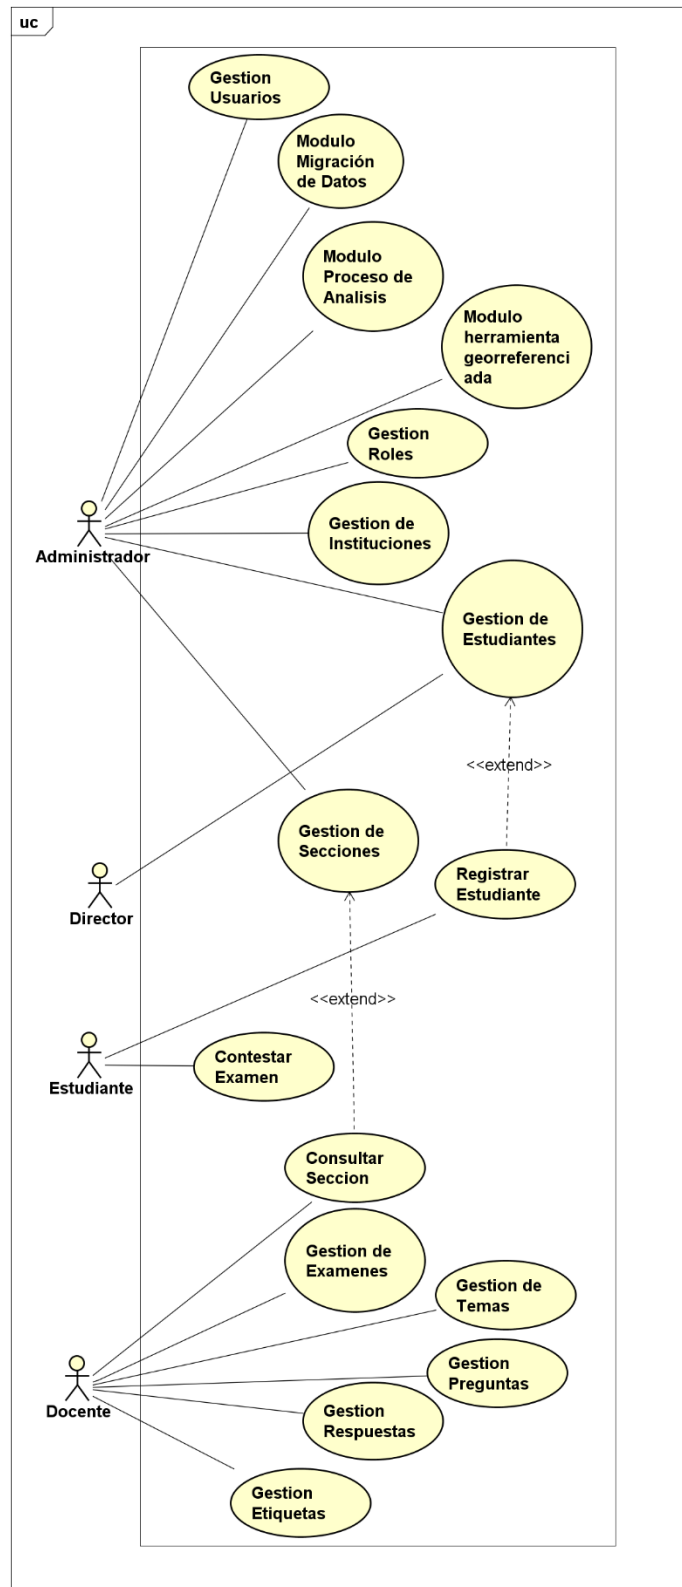 uc
Gestion
Usuarios
Modulo
Migración
de Datos
Modulo
Proceso de
Analisis
Modulo
herramienta
georreferenci
ada
Gestion
Roles
Gestion de
Instituciones
Administrador
Gestion de
Estudiantes
<<extend>>
Gestion de
Secciones
Registrar
Estudiante
Director
<<extend>>
Contestar
Examen
Estudiante
Consultar
Seccion
Gestion de
Examenes
Gestion de
Temas
Gestion
Preguntas
Docente
Gestion
Respuestas
Gestion
Etiquetas